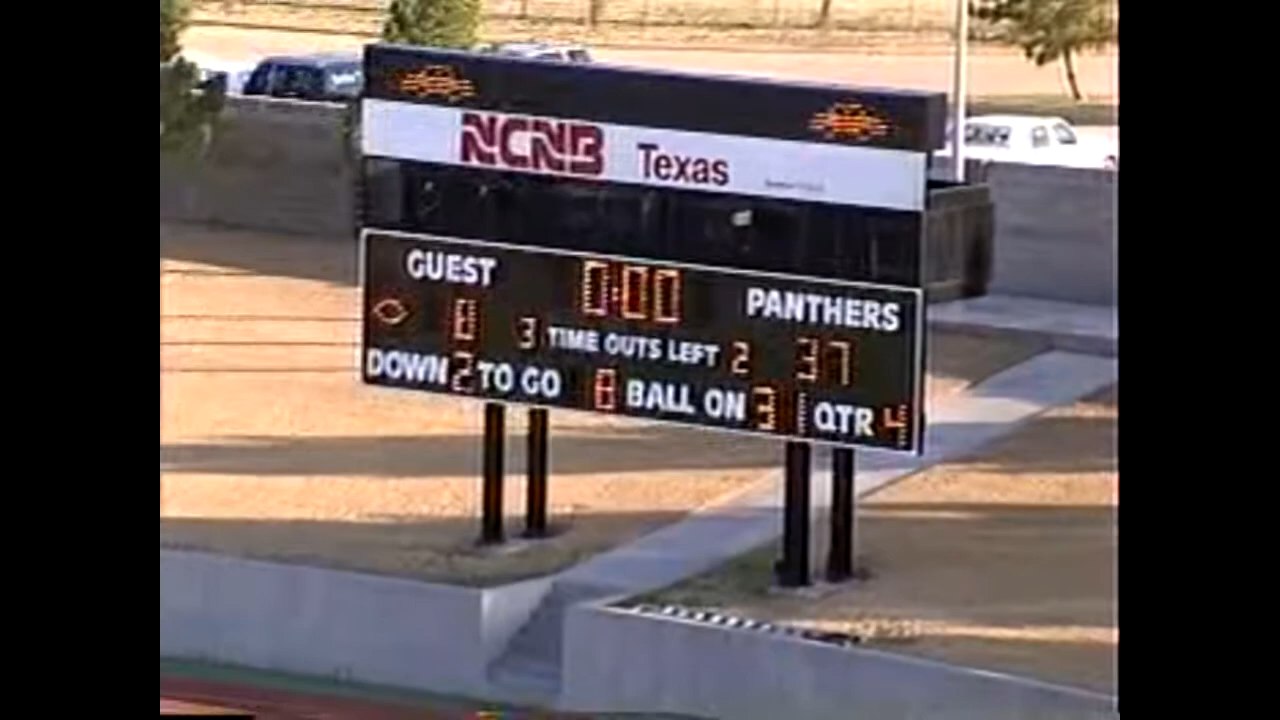 NCNB Texas
GUEST 0:00 PANTHERS
6 3 TIME OUTS LEFT 2 37
DOWN 2 TO GO 8 BALL ON 31 QTR 4